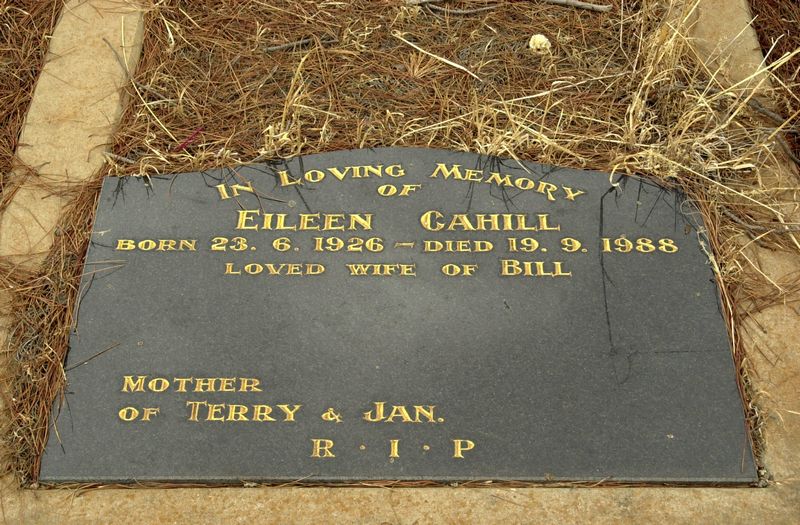 In Loving Memory
of
Eileen Cahill
Born 23. 6. 1926 – Died 19. 9. 1988
Loved wife of Bill
Mother
of Terry & Jan.
R · I · P